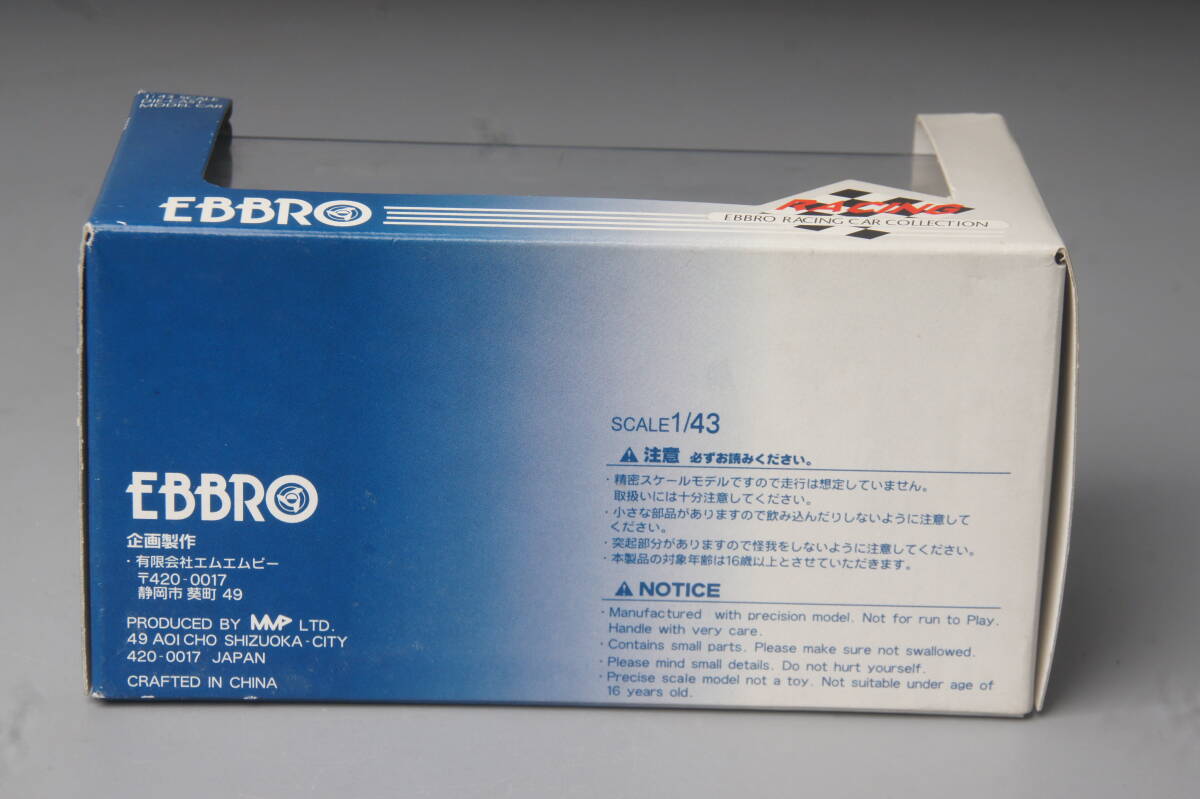 1:43 SCALE
DIE-CAST
MODEL CAR
EBBRO
RACING
EBBRO RACING CAR COLLECTION
SCALE1/43
注意 必ずお読みください。
・精密スケールモデルですので走行は想定していません。
取扱いには十分注意してください。
・小さな部品がありますので飲み込んだりしないように注意して
ください。
・突起部分がありますので怪我をしないように注意してください。
・本製品の対象年齢は16歳以上とさせていただきます。
NOTICE
・Manufactured with precision model. Not for run to Play.
Handle with very care.
・Contains small parts. Please make sure not swallowed.
・Please mind small details. Do not hurt yourself.
・Precise scale model not a toy. Not suitable under age of
16 years old.
EBBRO
企画製作
・有限会社エムエムピー
〒420-0017
静岡市 葵町 49
PRODUCED BY MMP LTD.
49 AOI CHO SHIZUOKA-CITY
420-0017 JAPAN
CRAFTED IN CHINA